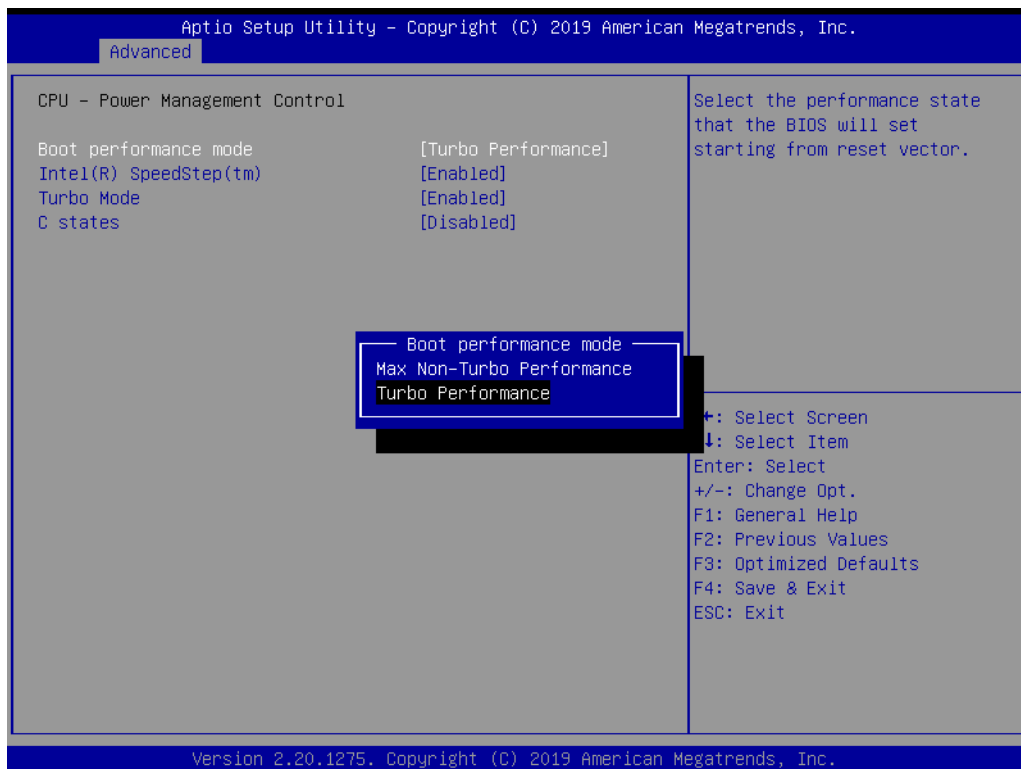 Aptio Setup Utility – Copyright (C) 2019 American Megatrends, Inc.
Advanced
CPU – Power Management Control
Boot performance mode [Turbo Performance]
Intel(R) SpeedStep(tm) [Enabled]
Turbo Mode [Enabled]
C states [Disabled]
Select the performance state
that the BIOS will set
starting from reset vector.
Boot performance mode
Max Non-Turbo Performance
Turbo Performance
: Select Screen
: Select Item
Enter: Select
+/-: Change Opt.
F1: General Help
F2: Previous Values
F3: Optimized Defaults
F4: Save & Exit
ESC: Exit
Version 2.20.1275. Copyright (C) 2019 American Megatrends, Inc.